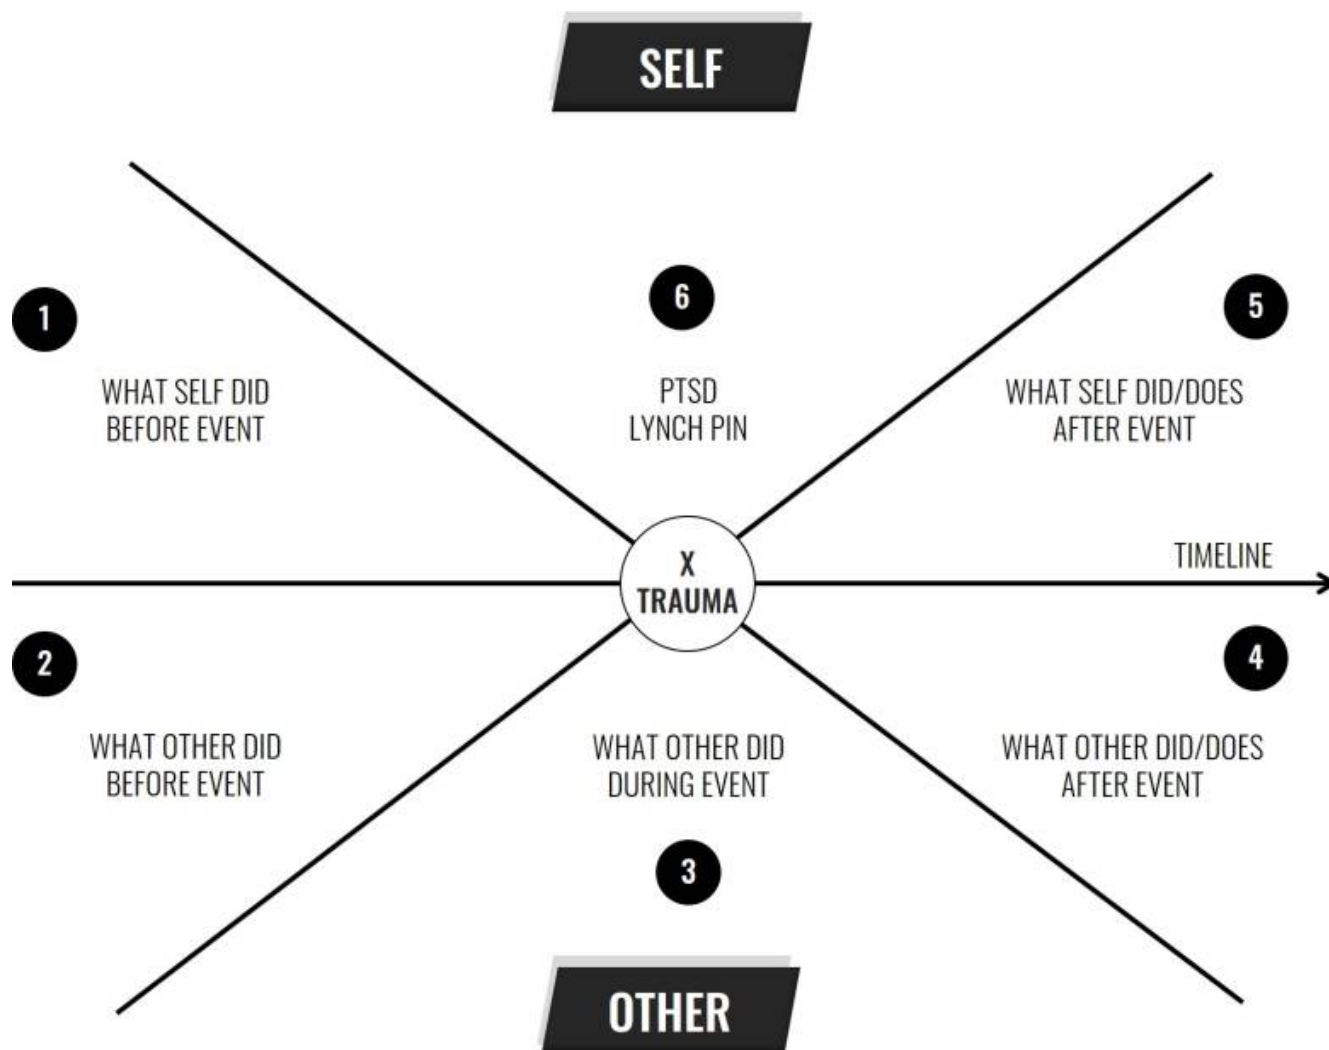 SELF
1
WHAT SELF DID
BEFORE EVENT
6
PTSD
LYNCH PIN
5
WHAT SELF DID/DOES
AFTER EVENT
X
TRAUMA
TIMELINE
2
WHAT OTHER DID
BEFORE EVENT
WHAT OTHER DID
DURING EVENT
3
4
WHAT OTHER DID/DOES
AFTER EVENT
OTHER